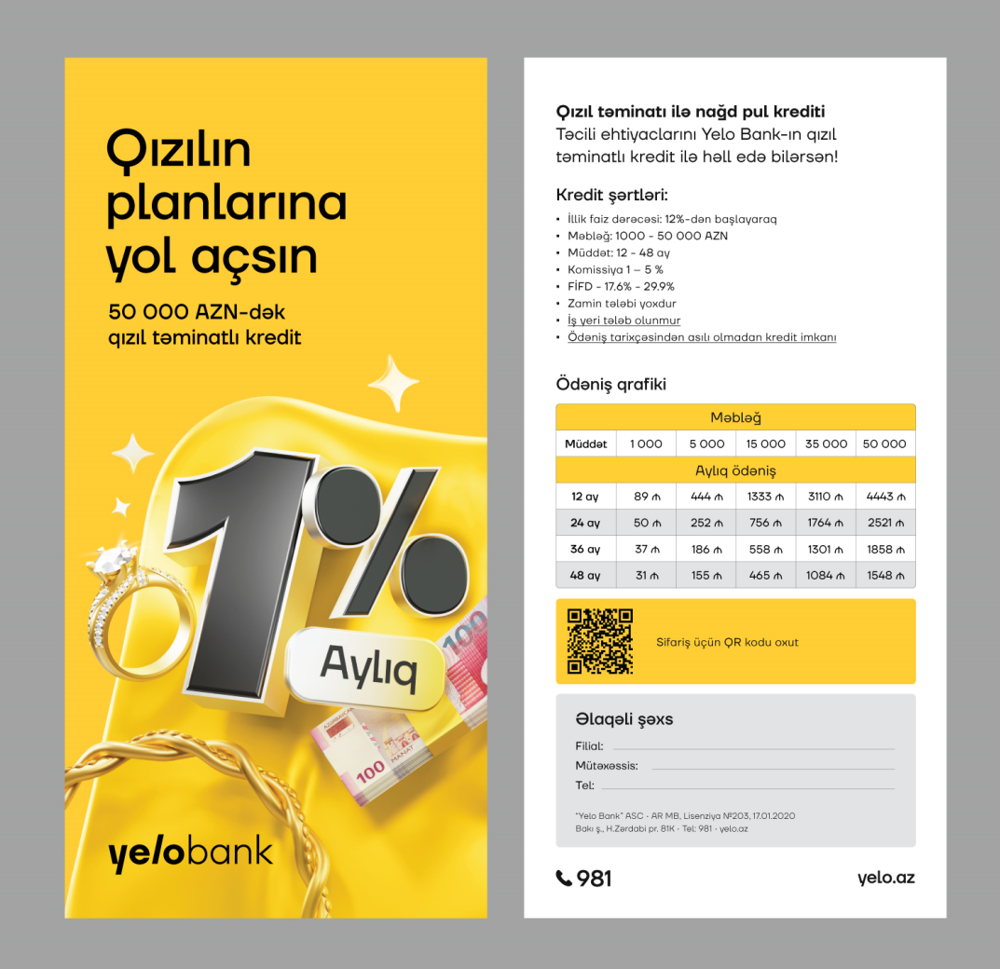 Qızılın
planlarına
yol açsın
50 000 AZN-dək
qızıl təminatlı kredit
1%
Aylıq
100
AZƏRBAYCAN
100
MANAT
yelobank
Qızıl təminatı ilə nağd pul krediti
Təcili ehtiyaclarını Yelo Bank-ın qızıl
təminatlı kredit ilə həll edə bilərsən!
Kredit şərtləri:
• İllik faiz dərəcəsi: 12%-dən başlayaraq
• Məbləğ: 1000 - 50 000 AZN
• Müddət: 12 - 48 ay
• Komissiya 1 – 5 %
• FİFD - 17.6% - 29.9%
• Zamin tələbi yoxdur
• İş yeri tələb olunmur
• Ödəniş tarixçəsindən asılı olmadan kredit imkanı
Ödəniş qrafiki
Məbləğ
Müddət 1 000 5 000 15 000 35 000 50 000
Aylıq ödəniş
12 ay 89 ₼ 444 ₼ 1333 ₼ 3110 ₼ 4443 ₼
24 ay 50 ₼ 252 ₼ 756 ₼ 1764 ₼ 2521 ₼
36 ay 37 ₼ 186 ₼ 558 ₼ 1301 ₼ 1858 ₼
48 ay 31 ₼ 155 ₼ 465 ₼ 1084 ₼ 1548 ₼
Sifariş üçün QR kodu oxut
Əlaqəli şəxs
Filial:
Mütəxəssis:
Tel:
"Yelo Bank" ASC · AR MB, Lisenziya №203, 17.01.2020
Bakı ş., H.Zərdabi pr. 81K · Tel: 981 · yelo.az
981
yelo.az